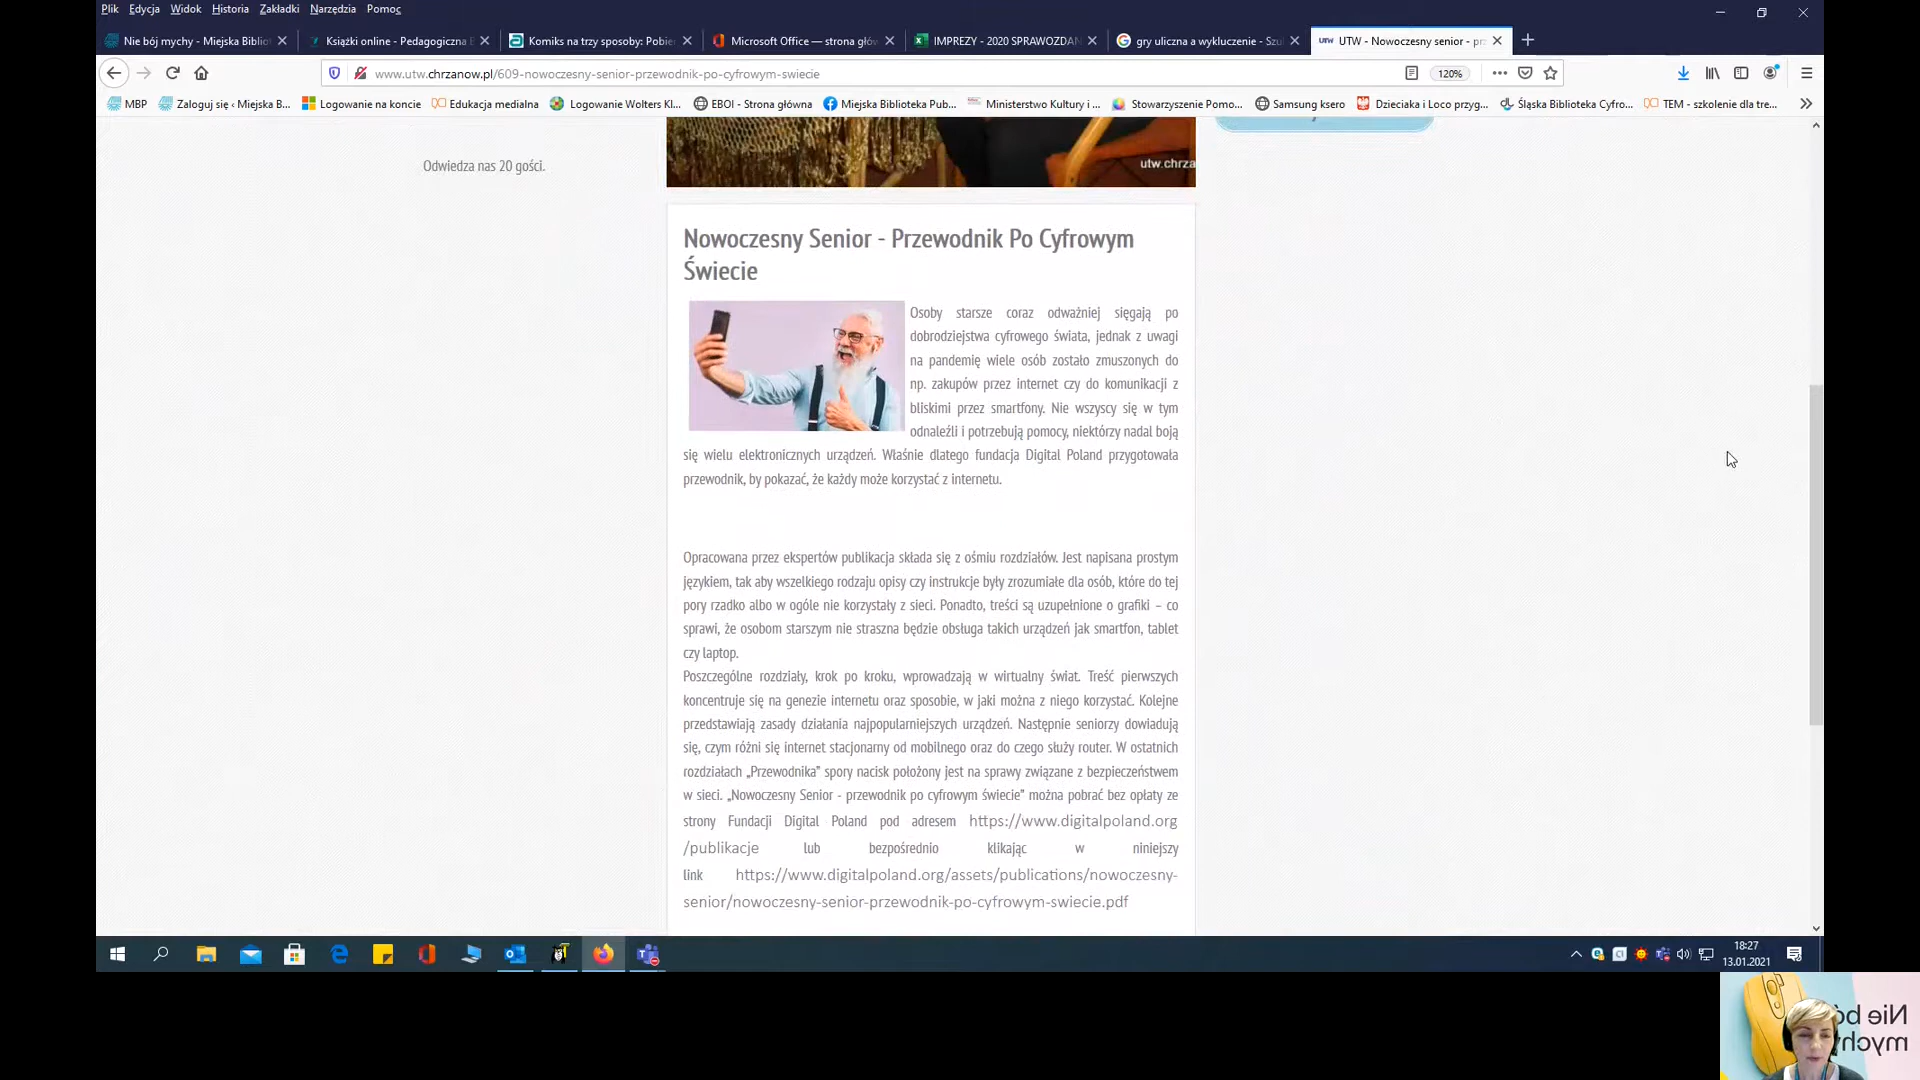 Plik Edycja Widok Historia Zakładki Narzędzia Pomoc
Nie bój mychy - Miejska Bibliot
Książki online - Pedagogiczna B
Komiks na trzy sposoby: Pobier
Microsoft Office — strona głów
IMPREZY - 2020 SPRAWOZDAN
gry uliczna a wykluczenie - Szu
UTW - Nowoczesny senior - prz
www.utw.chrzanow.pl/609-nowoczesny-senior-przewodnik-po-cyfrowym-swiecie
120%
MBP
Zaloguj się ‹ Miejska B...
Logowanie na koncie
Edukacja medialna
Logowanie Wolters Kl...
EBOI - Strona główna
Miejska Biblioteka Pub...
Ministerstwo Kultury i ...
Stowarzyszenie Pomo...
Samsung ksero
Dzieciaka i Loco przyg...
Śląska Biblioteka Cyfro...
TEM - szkolenie dla tre...
Odwiedza nas 20 gości.
utw.chrza
Nowoczesny Senior - Przewodnik Po Cyfrowym
Świecie
Osoby starsze coraz odważniej sięgają po
dobrodziejstwa cyfrowego świata, jednak z uwagi
na pandemię wiele osób zostało zmuszonych do
np. zakupów przez internet czy do komunikacji z
bliskimi przez smartfony. Nie wszyscy się w tym
odnaleźli i potrzebują pomocy, niektórzy nadal boją
się wielu elektronicznych urządzeń. Właśnie dlatego fundacja Digital Poland przygotowała
przewodnik, by pokazać, że każdy może korzystać z internetu.
Opracowana przez ekspertów publikacja składa się z ośmiu rozdziałów. Jest napisana prostym
językiem, tak aby wszelkiego rodzaju opisy czy instrukcje były zrozumiałe dla osób, które do tej
pory rzadko albo w ogóle nie korzystały z sieci. Ponadto, treści są uzupełnione o grafiki – co
sprawi, że osobom starszym nie straszna będzie obsługa takich urządzeń jak smartfon, tablet
czy laptop.
Poszczególne rozdziały, krok po kroku, wprowadzają w wirtualny świat. Treść pierwszych
koncentruje się na genezie internetu oraz sposobie, w jaki można z niego korzystać. Kolejne
przedstawiają zasady działania najpopularniejszych urządzeń. Następnie seniorzy dowiadują
się, czym różni się internet stacjonarny od mobilnego oraz do czego służy router. W ostatnich
rozdziałach „Przewodnika” spory nacisk położony jest na sprawy związane z bezpieczeństwem
w sieci. „Nowoczesny Senior - przewodnik po cyfrowym świecie” można pobrać bez opłaty ze
strony Fundacji Digital Poland pod adresem https://www.digitalpoland.org
/publikacje lub bezpośrednio klikając w niniejszy
link https://www.digitalpoland.org/assets/publications/nowoczesny-
senior/nowoczesny-senior-przewodnik-po-cyfrowym-swiecie.pdf
18:27
13.01.2021
Nie bó
mychy